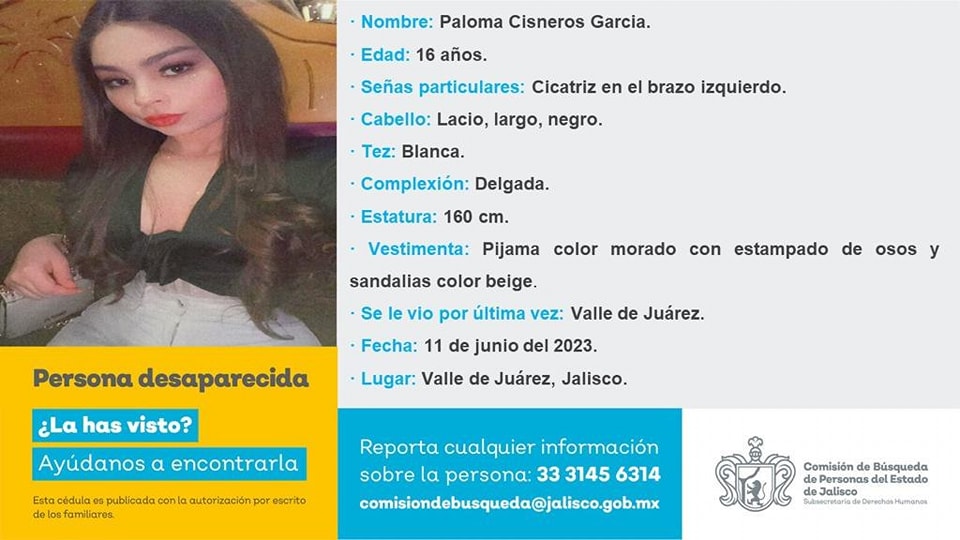 · Nombre: Paloma Cisneros Garcia.
· Edad: 16 años.
· Señas particulares: Cicatriz en el brazo izquierdo.
· Cabello: Lacio, largo, negro.
· Tez: Blanca.
· Complexión: Delgada.
· Estatura: 160 cm.
· Vestimenta: Pijama color morado con estampado de osos y
sandalias color beige.
· Se le vio por última vez: Valle de Juárez.
· Fecha: 11 de junio del 2023.
· Lugar: Valle de Juárez, Jalisco.
Persona desaparecida
¿La has visto?
Ayúdanos a encontrarla
Esta cédula es publicada con la autorización por escrito
de los familiares.
Reporta cualquier información
sobre la persona: 33 3145 6314
comisiondebusqueda@jalisco.gob.mx
Comisión de Búsqueda
de Personas del Estado
de Jalisco
Subsecretaría de Derechos Humanos